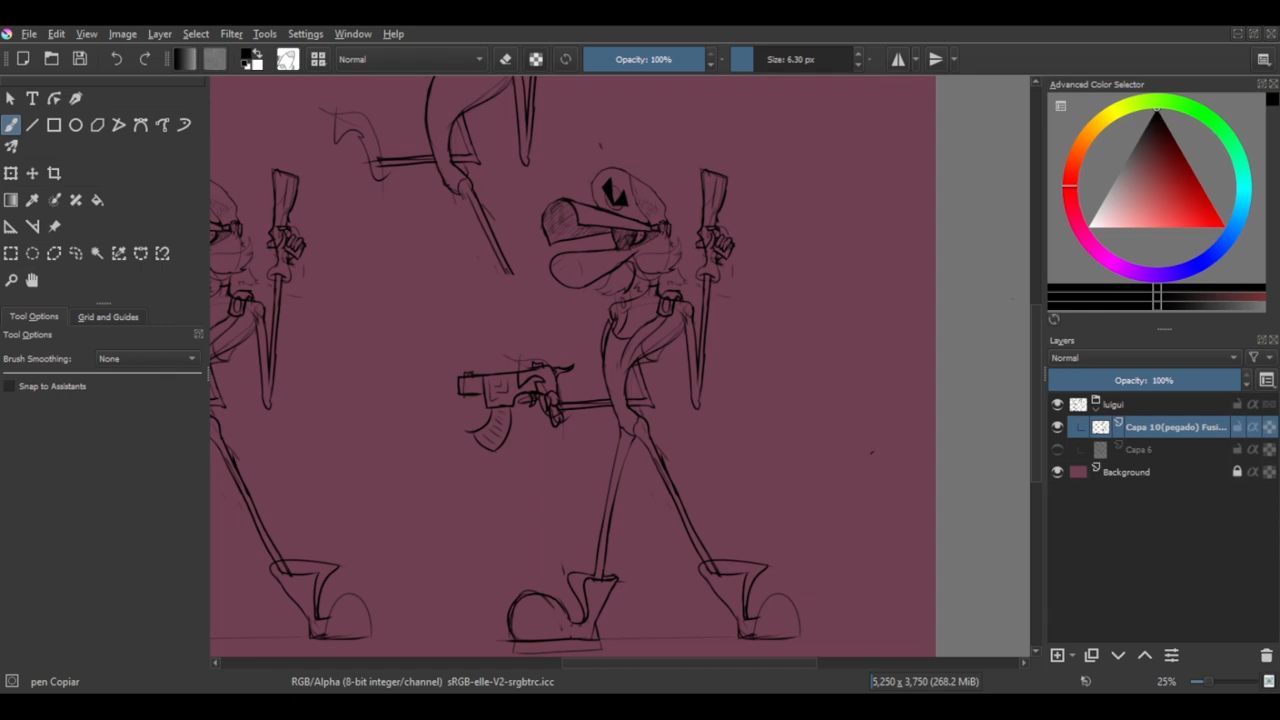 File Edit View Image Layer Select Filter Tools Settings Window Help
Normal Opacity: 100% Size: 6.30 px
Advanced Color Selector
Tool Options Grid and Guides
Tool Options
Brush Smoothing: None
Snap to Assistants
Layers
Normal
Opacity: 100%
luigui
Capa 10(pegado) Fusi...
Capa 6
Background
pen Copiar RGB/Alpha (8-bit integer/channel) sRGB-elle-V2-srgbtrc.icc 5,250 x 3,750 (268.2 MiB) 25%